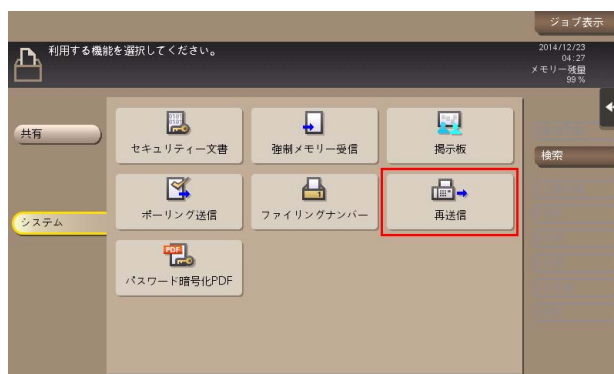 ジョブ表示
利用する機能を選択してください。
2014/12/23
04:27
メモリー残量
99 %
共有
セキュリティー文書
強制メモリー受信
掲示板
検索
システム
ポーリング送信
ファイリングナンバー
再送信
PDF
パスワード暗号化PDF